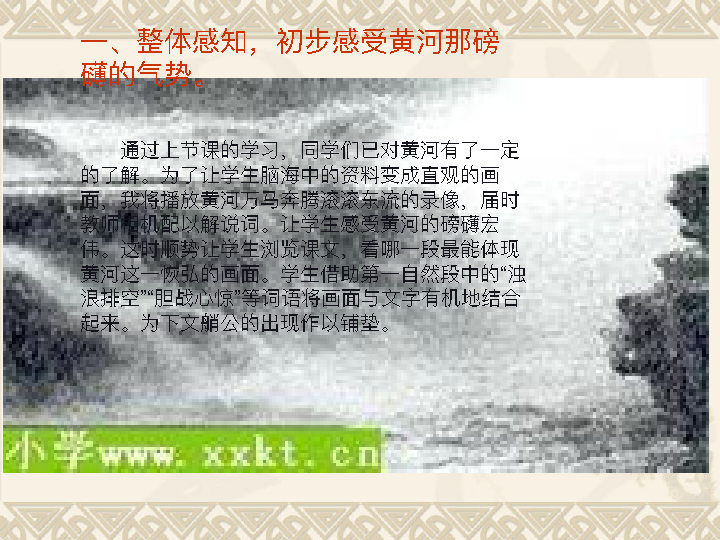 一、整体感知，初步感受黄河那磅
礴的气势。
通过上节课的学习，同学们已对黄河有了一定
的了解。为了让学生脑海中的资料变成直观的画
面，我将播放黄河万马奔腾滚滚东流的录像，届时
教师相机配以解说词。让学生感受黄河的磅礴宏
伟。这时顺势让学生浏览课文，看哪一段最能体现
黄河这一恢弘的画面。学生借助第一自然段中的“浊
浪排空”“胆战心惊”等词语将画面与文字有机地结合
起来。为下文艄公的出现作以铺垫。
小学www.xxkt.cn